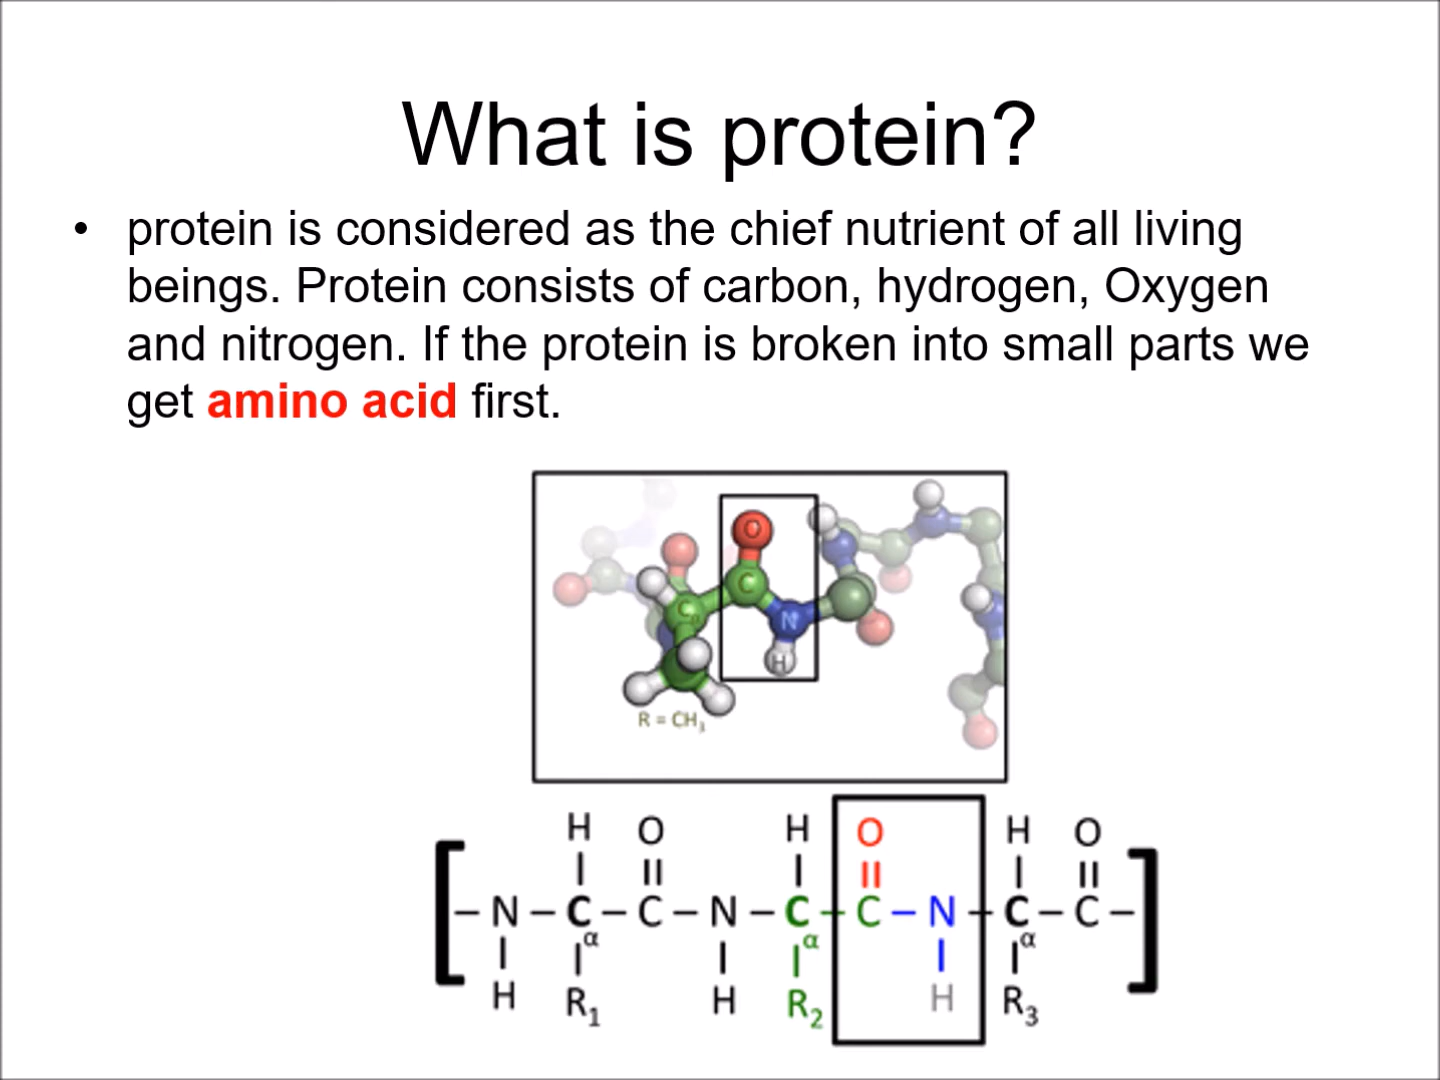 What is protein?
• protein is considered as the chief nutrient of all living
beings. Protein consists of carbon, hydrogen, Oxygen
and nitrogen. If the protein is broken into small parts we
get amino acid first.
O
C
Cα
N
H
R = CH3
H O H O H O
[ – N – C – C – N – C – C – N – C – C – ]
α α α
H R1 H R2 H R3